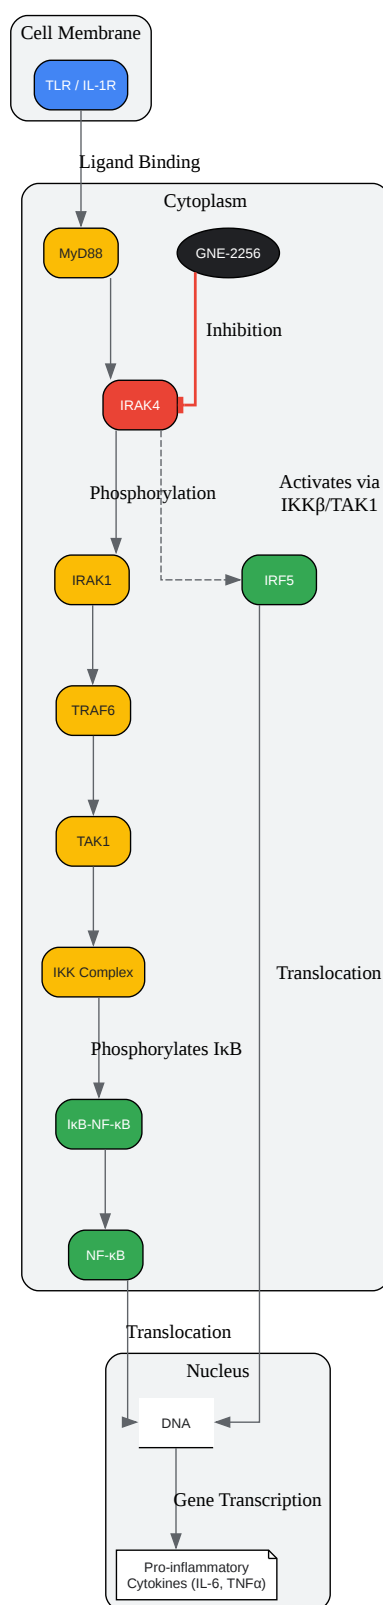 Cell Membrane
TLR / IL-1R
Ligand Binding
Cytoplasm
MyD88
GNE-2256
Inhibition
IRAK4
Activates via
IKKβ/TAK1
Phosphorylation
IRAK1
IRF5
TRAF6
TAK1
IKK Complex
Translocation
Phosphorylates IκB
IκB-NF-κB
NF-κB
Translocation
Nucleus
DNA
Gene Transcription
Pro-inflammatory
Cytokines (IL-6, TNFα)